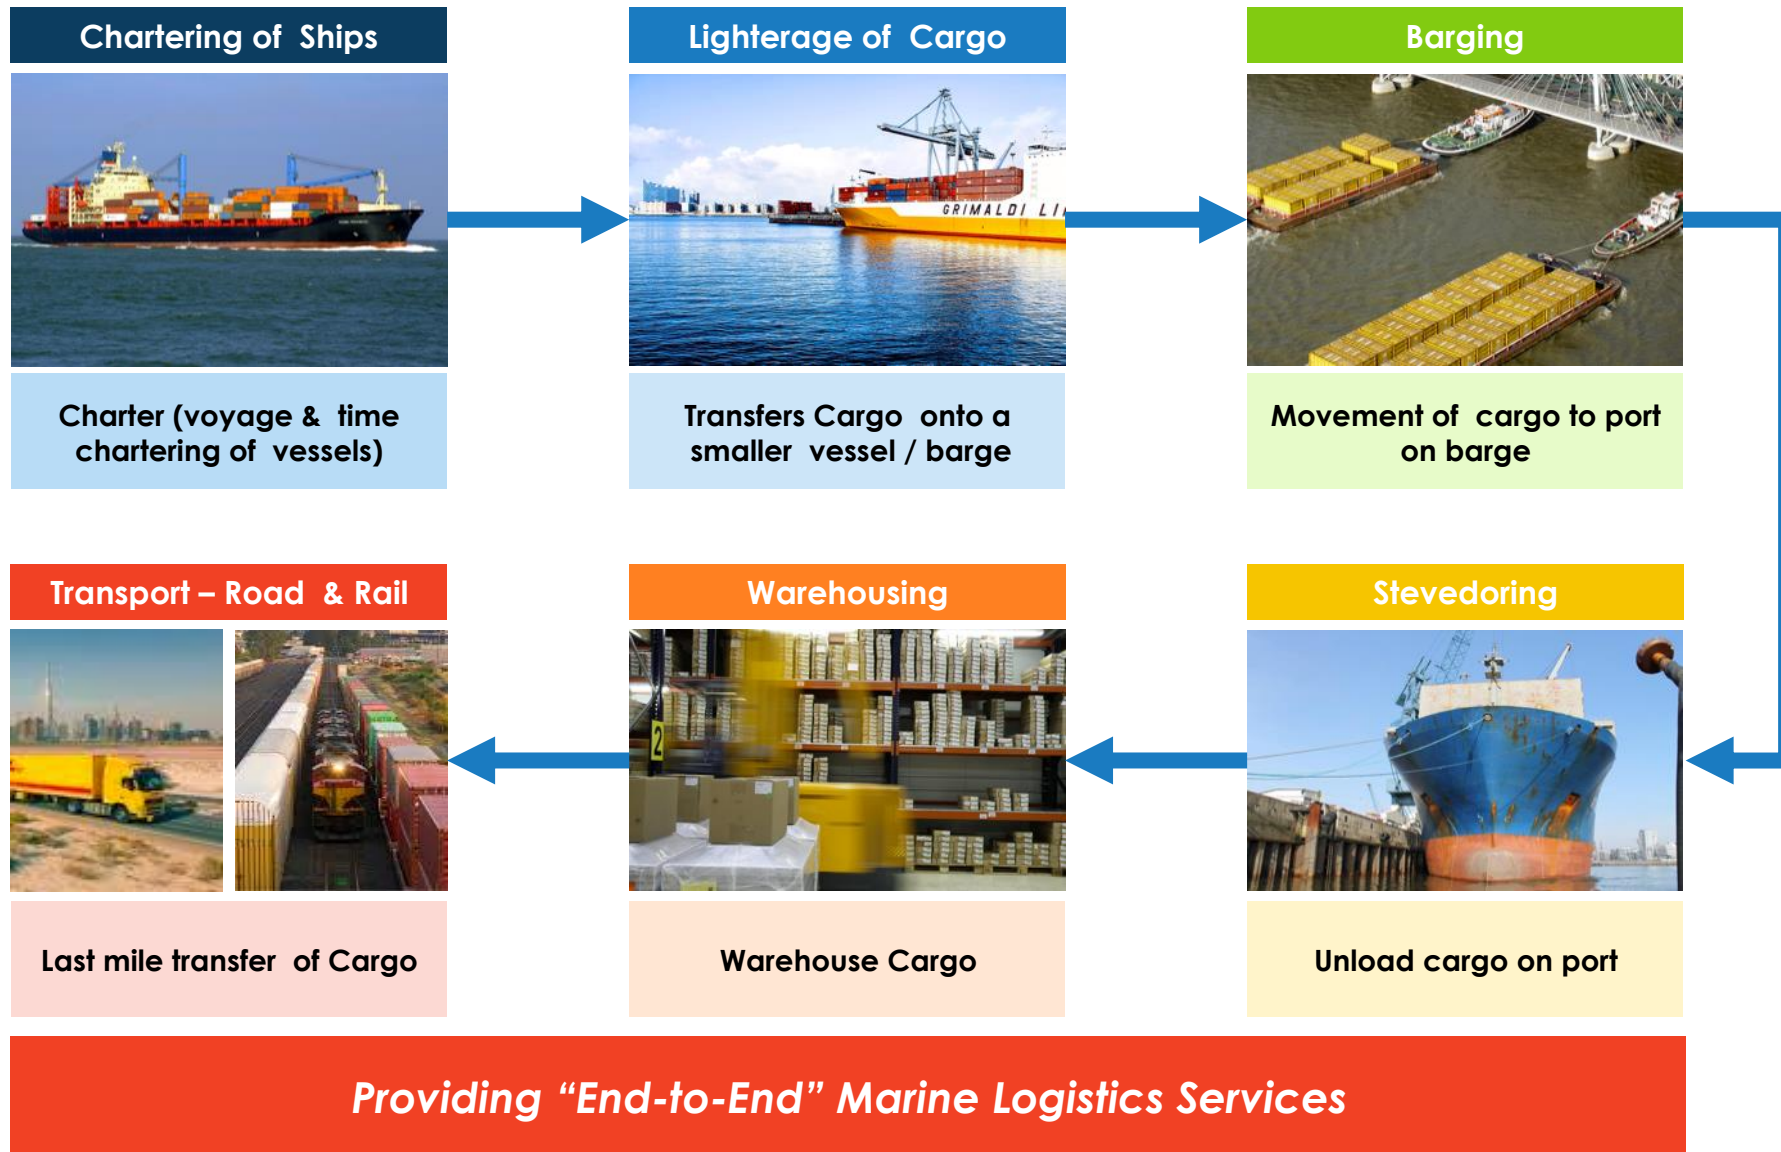 Chartering of Ships
Lighterage of Cargo
Barging
GRIMALDI LI
Charter (voyage & time
chartering of vessels)
Transfers Cargo onto a
smaller vessel / barge
Movement of cargo to port
on barge
Transport – Road & Rail
Warehousing
Stevedoring
2
Last mile transfer of Cargo
Warehouse Cargo
Unload cargo on port
Providing “End-to-End” Marine Logistics Services